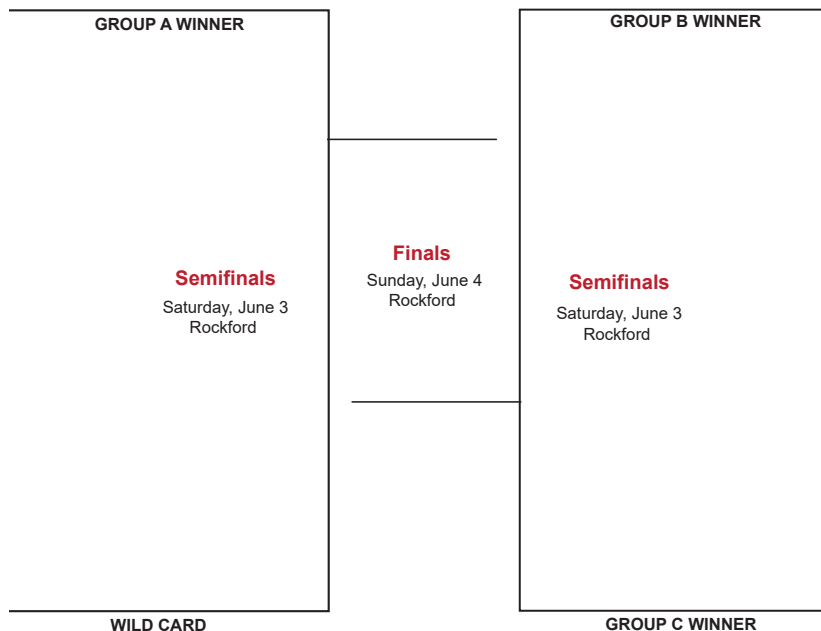 GROUP A WINNER
GROUP B WINNER
Semifinals
Saturday, June 3
Rockford
Finals
Sunday, June 4
Rockford
Semifinals
Saturday, June 3
Rockford
WILD CARD
GROUP C WINNER